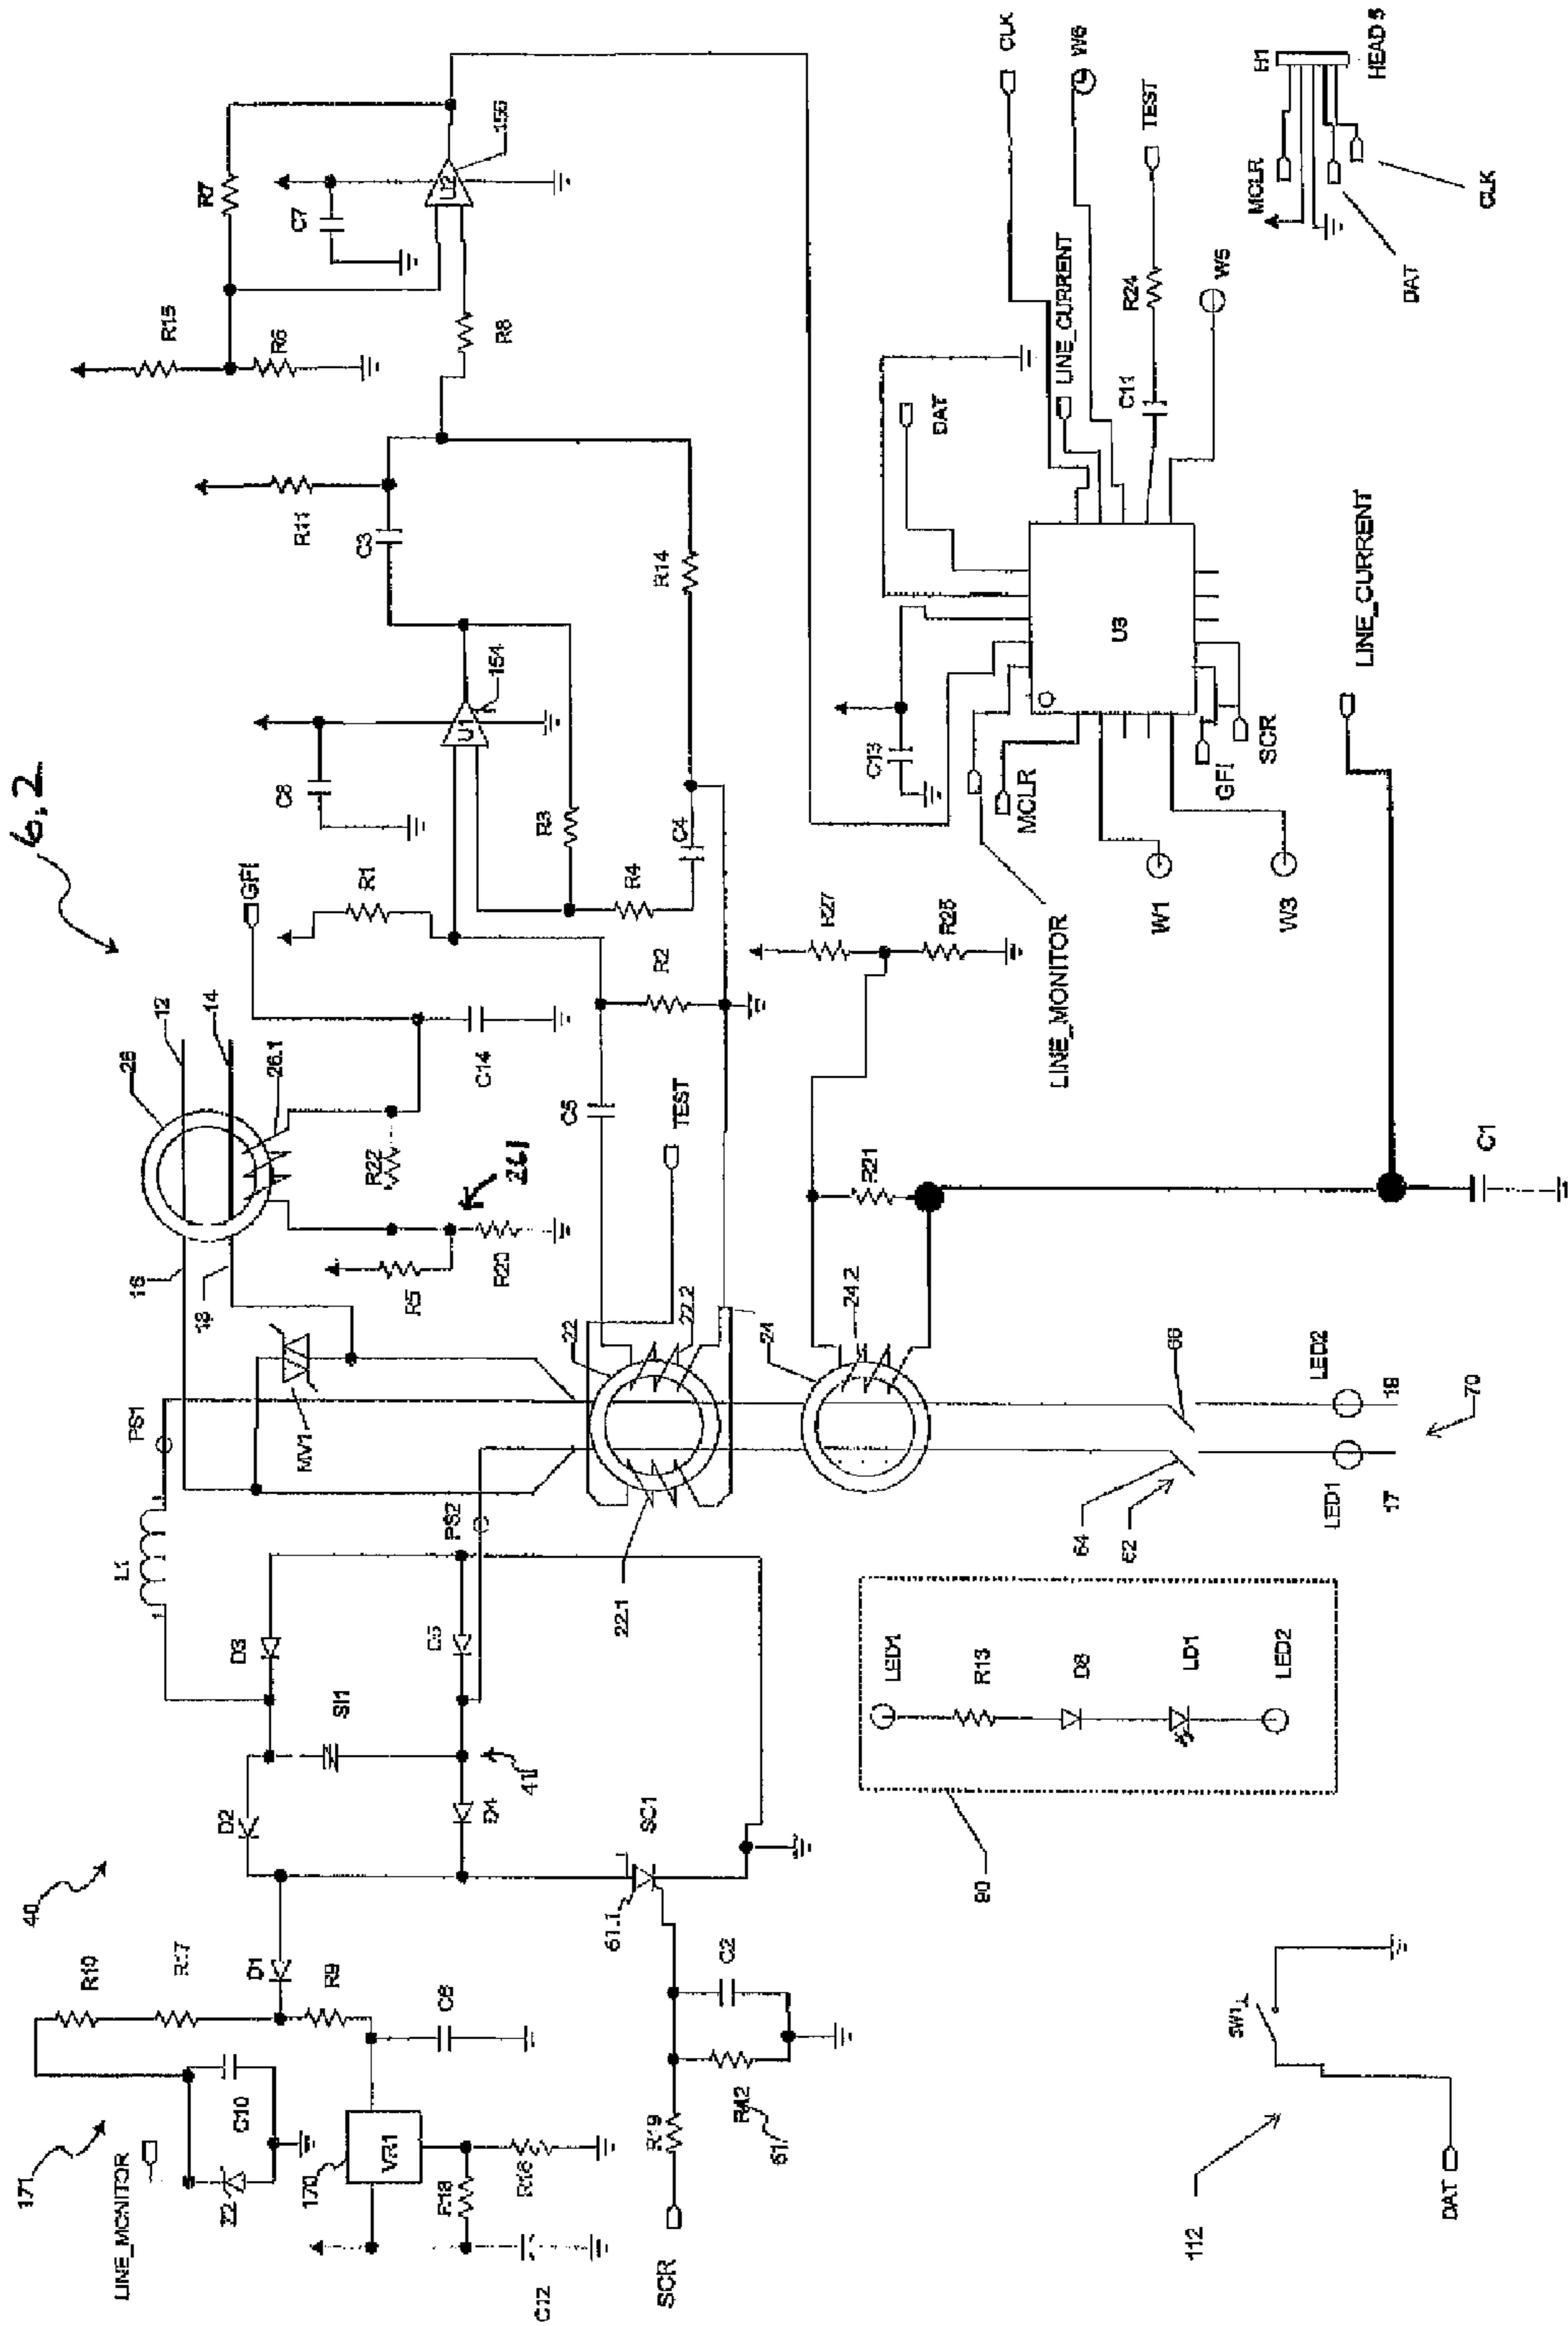 6.2
171
40
R10
R17
LINE_MONITOR
C10
Z2
D1
R9
170
VR1
C6
R18
R16
C12
D2
D3
SI1
D4
D5
41
L1
PS1
PS2
MV1
61.1
SC1
SCR
R19
R42
61
C2
16
18
26
12
14
26.1
GFI
R22
261
R5
R20
C14
R1
C8
U1
154
R3
R4
C4
R2
C5
TEST
22
22.2
22.1
24
24.2
R11
C3
R14
R15
R6
R7
C7
U2
156
R8
R27
R25
R21
LINE_MONITOR
MCLR
C13
DAT
U3
GFI
SCR
W1
W3
LINE_CURRENT
CLK
W6
C11
R24
TEST
W5
H1
HEAD 5
MCLR
DAT
CLK
LINE_CURRENT
C1
64
62
66
LED1
LED2
17
19
70
90
LED1
R13
D8
LD1
LED2
112
SW1
DAT